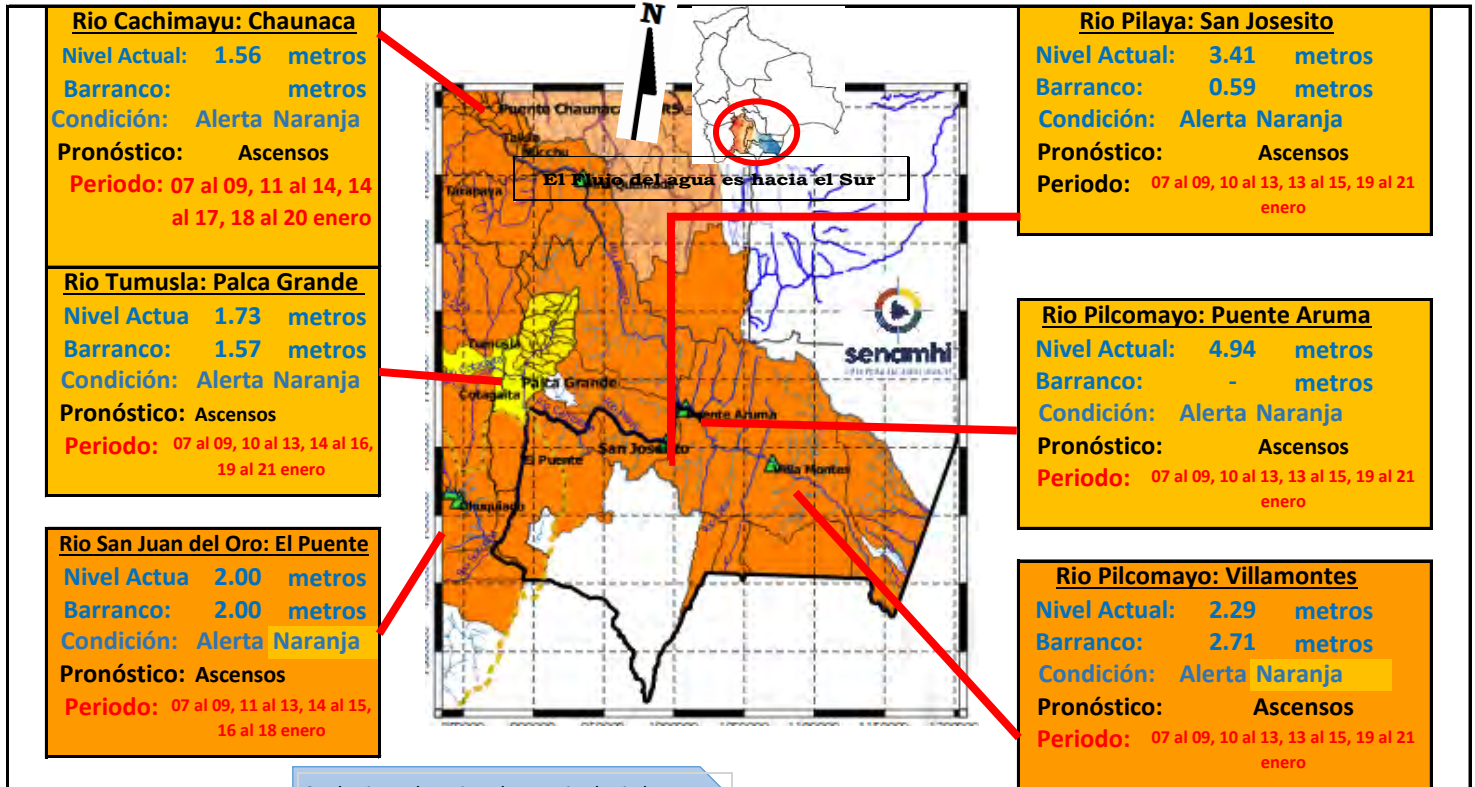 Rio Cachimayu: Chaunaca
Nivel Actual: 1.56 metros
Barranco: metros
Condición: Alerta Naranja
Pronóstico: Ascensos
Periodo: 07 al 09, 11 al 14, 14
al 17, 18 al 20 enero
Rio Tumusla: Palca Grande
Nivel Actua 1.73 metros
Barranco: 1.57 metros
Condición: Alerta Naranja
Pronóstico: Ascensos
Periodo: 07 al 09, 10 al 13, 14 al 16,
19 al 21 enero
Rio San Juan del Oro: El Puente
Nivel Actua 2.00 metros
Barranco: 2.00 metros
Condición: Alerta Naranja
Pronóstico: Ascensos
Periodo: 07 al 09, 11 al 13, 14 al 15,
16 al 18 enero
N
Puente Chaunaca
Tarabaya
El Flujo del agua es hacia el Sur
senamhi
Tumusla
Palca Grande
Cotagaita
Puente Aruma
San Josesito
El Puente
Villa Montes
Chuquiago
Rio Pilaya: San Josesito
Nivel Actual: 3.41 metros
Barranco: 0.59 metros
Condición: Alerta Naranja
Pronóstico: Ascensos
Periodo: 07 al 09, 10 al 13, 13 al 15, 19 al 21
enero
Rio Pilcomayo: Puente Aruma
Nivel Actual: 4.94 metros
Barranco: - metros
Condición: Alerta Naranja
Pronóstico: Ascensos
Periodo: 07 al 09, 10 al 13, 13 al 15, 19 al 21
enero
Rio Pilcomayo: Villamontes
Nivel Actual: 2.29 metros
Barranco: 2.71 metros
Condición: Alerta Naranja
Pronóstico: Ascensos
Periodo: 07 al 09, 10 al 13, 13 al 15, 19 al 21
enero